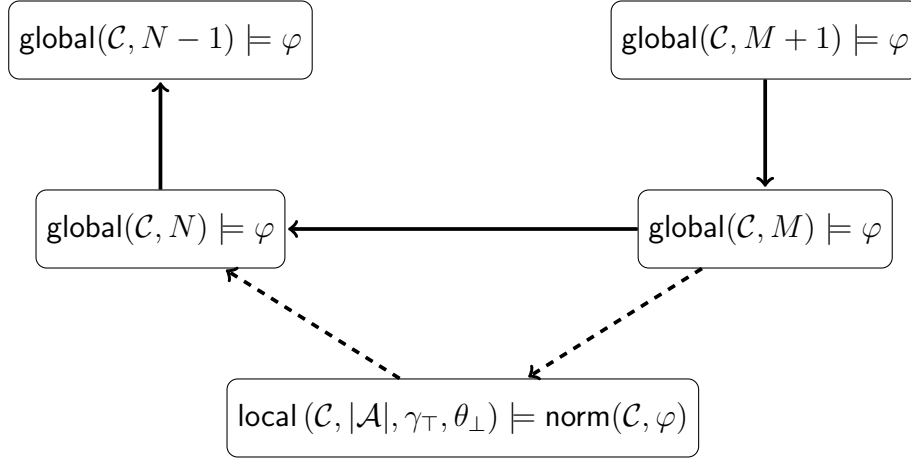 global(𝒞, N − 1) ⊨ φ
global(𝒞, M + 1) ⊨ φ
global(𝒞, N) ⊨ φ
global(𝒞, M) ⊨ φ
local (𝒞, |𝒜|, γ⊤, θ⊥) ⊨ norm(𝒞, φ)